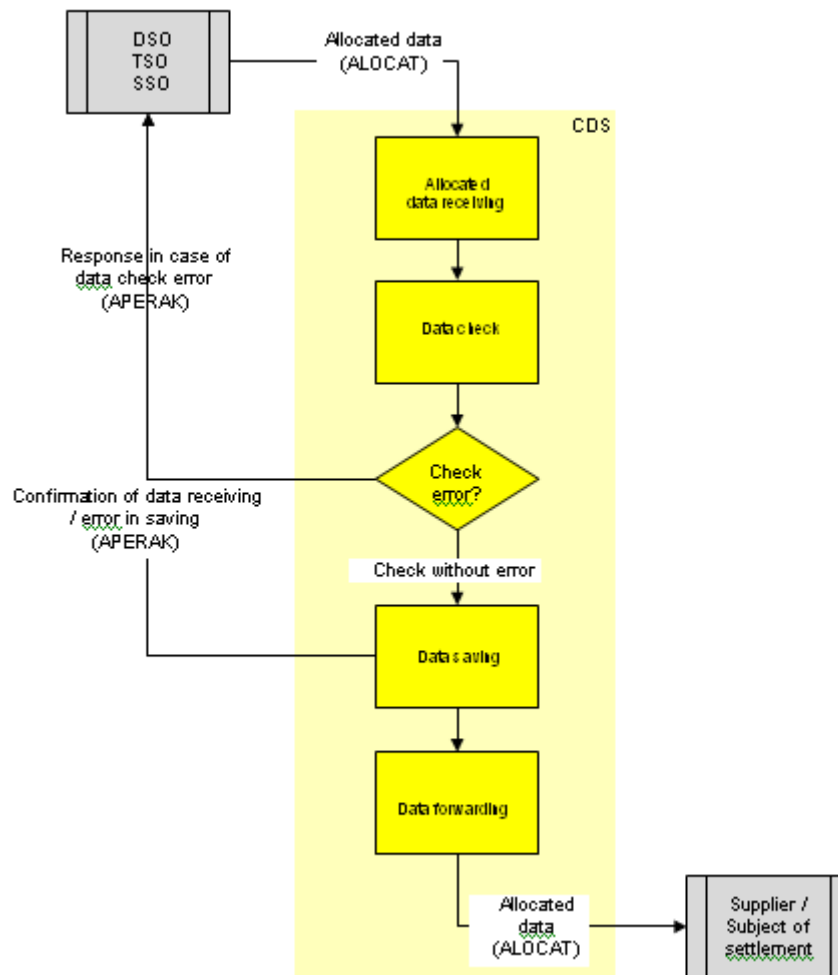 DSO
TSO
SSO
Allocated data
(ALOCAT)
CDS
Allocated
data receiving
Response in case of
data check error
(APERAK)
Data check
Check
error?
Confirmation of data receiving
/ error in saving
(APERAK)
Check without error
Data saving
Data forwarding
Allocated
data
(ALOCAT)
Supplier /
Subject of
settlement